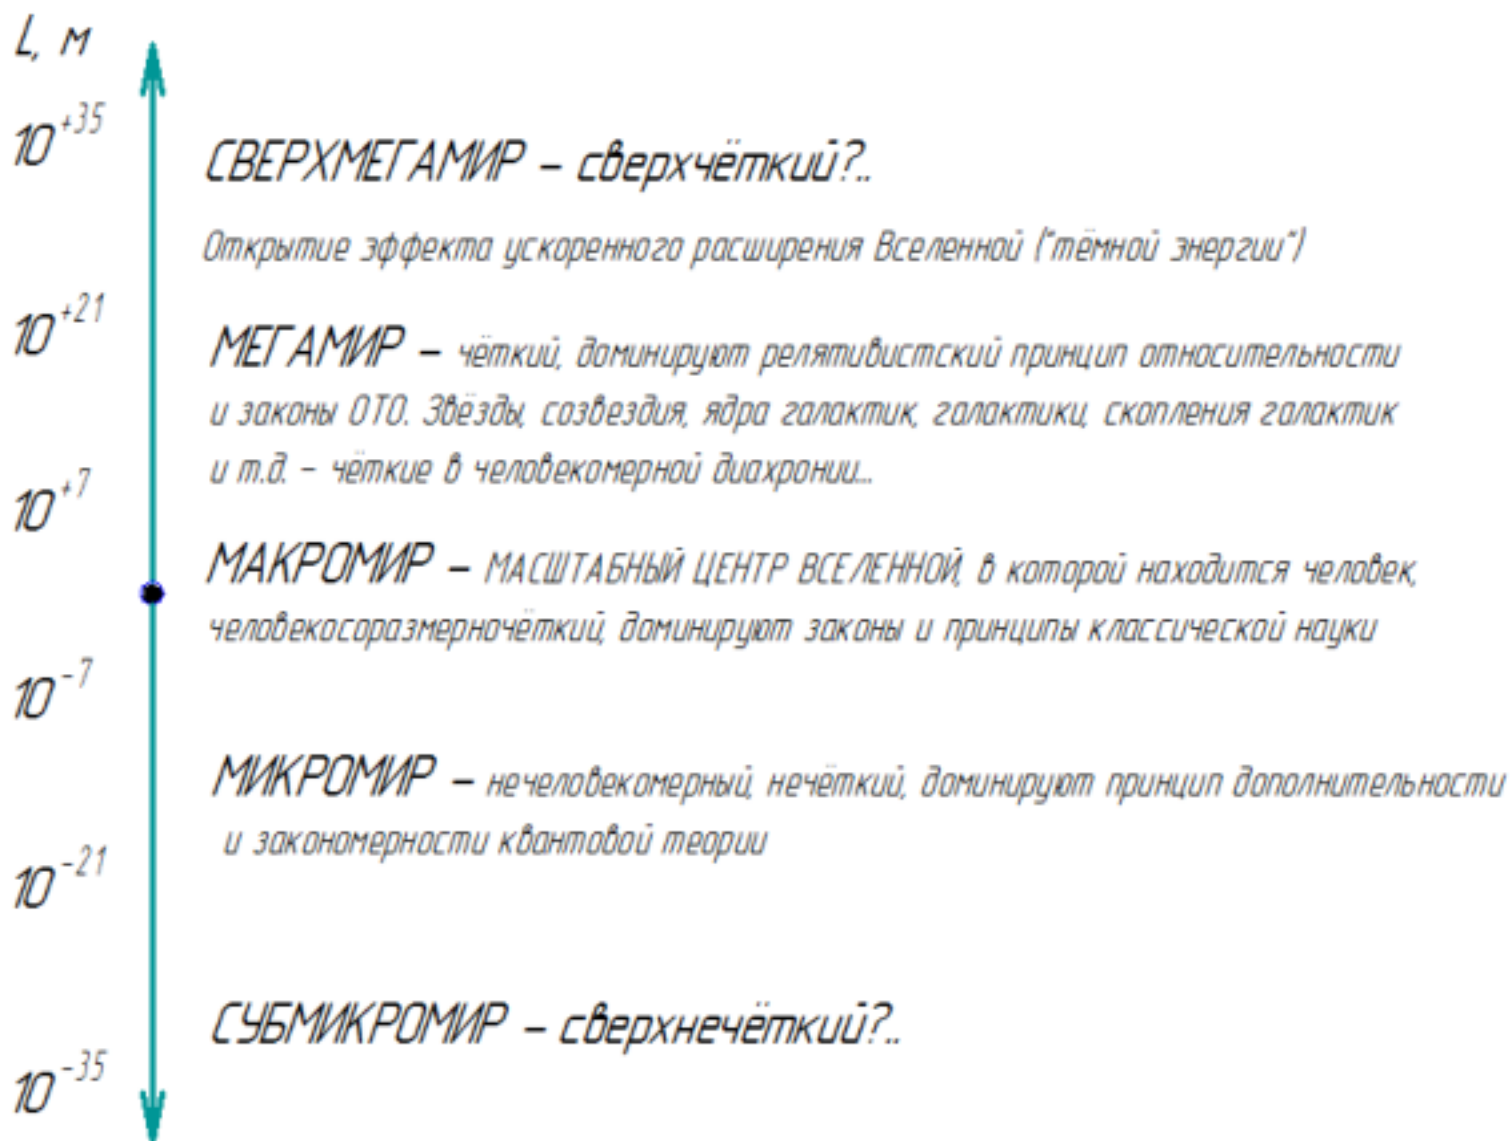 L, м
10⁺³⁵
СВЕРХМЕГАМИР – сверхчёткий?..
Открытие эффекта ускоренного расширения Вселенной ("тёмной энергии")
10⁺²¹
МЕГАМИР – чёткий, доминируют релятивистский принцип относительности
и законы ОТО. Звёзды, созвездия, ядра галактик, галактики, скопления галактик
и т.д. – чёткие в человекомерной диахронии...
10⁺⁷
МАКРОМИР – МАСШТАБНЫЙ ЦЕНТР ВСЕЛЕННОЙ, в которой находится человек,
человекосоразмерночёткий, доминируют законы и принципы классической науки
10⁻⁷
МИКРОМИР – нечеловекомерный, нечёткий, доминируют принцип дополнительности
и закономерности квантовой теории
10⁻²¹
СУБМИКРОМИР – сверхнечёткий?..
10⁻³⁵